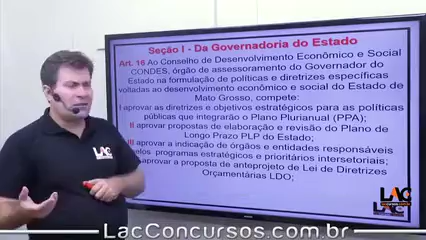 Seção I - Da Governadoria do Estado
Art. 16 Ao Conselho de Desenvolvimento Econômico e Social
CONDES, órgão de assessoramento do Governador do
Estado na formulação de políticas e diretrizes específicas
voltadas ao desenvolvimento econômico e social do Estado de
Mato Grosso, compete:
I aprovar as diretrizes e objetivos estratégicos para as políticas
públicas que integrarão o Plano Plurianual (PPA);
II aprovar propostas de elaboração e revisão do Plano de
Longo Prazo PLP do Estado;
III aprovar a indicação de órgãos e entidades responsáveis
pelos programas estratégicos e prioritários intersetoriais;
aprovar a proposta de anteprojeto de Lei de Diretrizes
Orçamentárias LDO;
LAC
LAC
LAC
LacConcursos.com.br